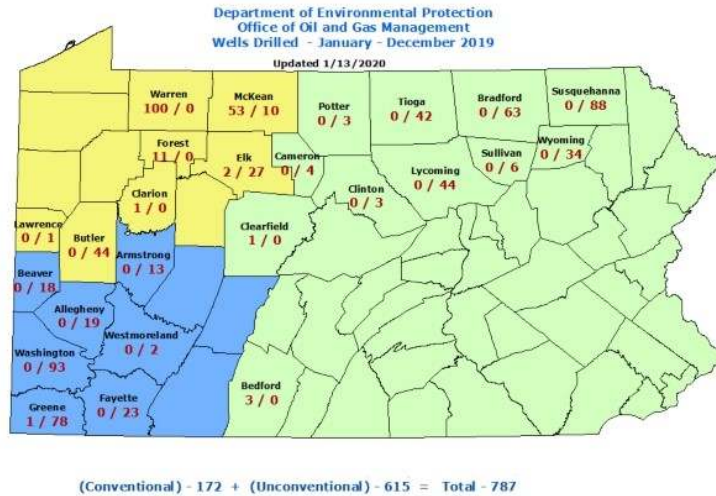 Department of Environmental Protection
Office of Oil and Gas Management
Wells Drilled - January - December 2019
Updated 1/13/2020
Warren
100 / 0
McKean
53 / 10
Potter
0 / 3
Tioga
0 / 42
Bradford
0 / 63
Susquehanna
0 / 88
Forest
11 / 0
Elk
2 / 27
Cameron
0 / 4
Clinton
0 / 3
Lycoming
0 / 44
Sullivan
0 / 6
Wyoming
0 / 34
Clarion
1 / 0
Clearfield
1 / 0
Lawrence
0 / 1
Butler
0 / 44
Armstrong
0 / 13
Beaver
0 / 18
Allegheny
0 / 19
Westmoreland
0 / 2
Washington
0 / 93
Bedford
3 / 0
Greene
1 / 78
Fayette
0 / 23
(Conventional) - 172 + (Unconventional) - 615 = Total - 787